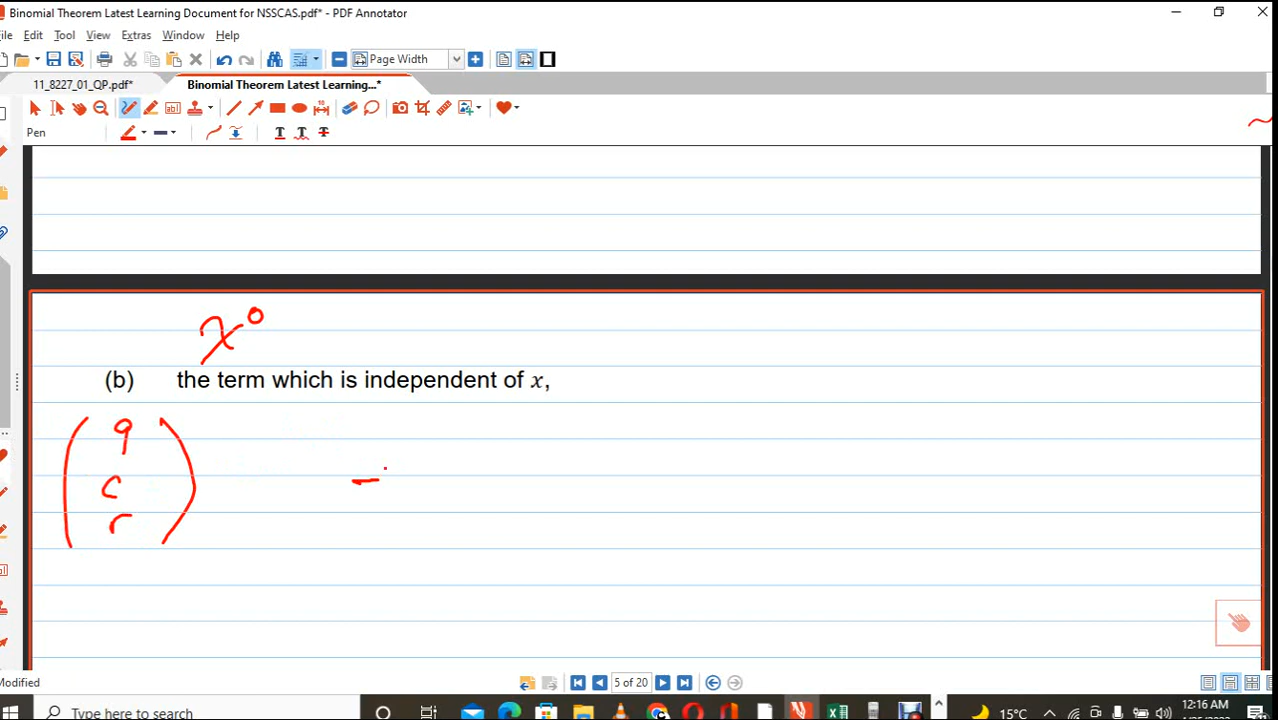 Binomial Theorem Latest Learning Document for NSSCAS.pdf* - PDF Annotator
ile Edit Tool View Extras Window Help
Page Width
11_8227_01_QP.pdf* Binomial Theorem Latest Learning...*
Pen
x⁰
(b) the term which is independent of x,
( 9
c
r ) −
5 of 20
Modified
Type here to search
15°C
12:16 AM